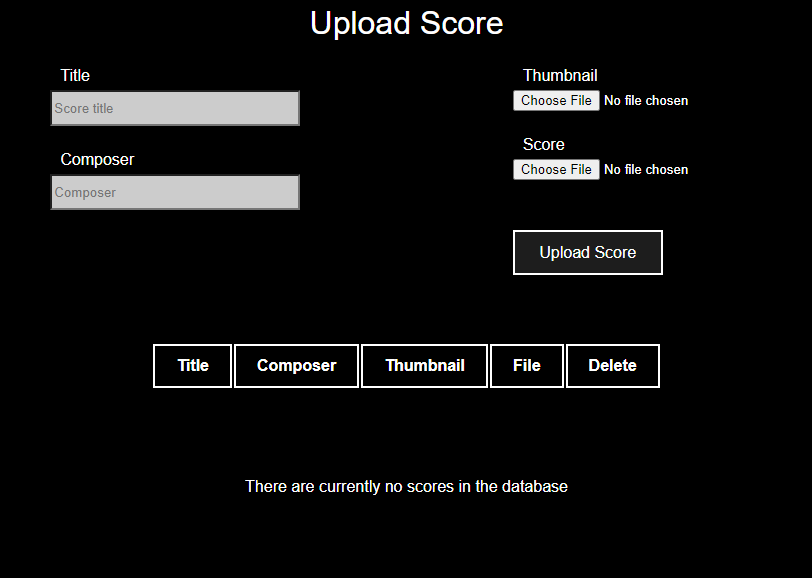 Upload Score
Title
Score title
Composer
Composer
Thumbnail
Choose File No file chosen
Score
Choose File No file chosen
Upload Score
Title Composer Thumbnail File Delete
There are currently no scores in the database